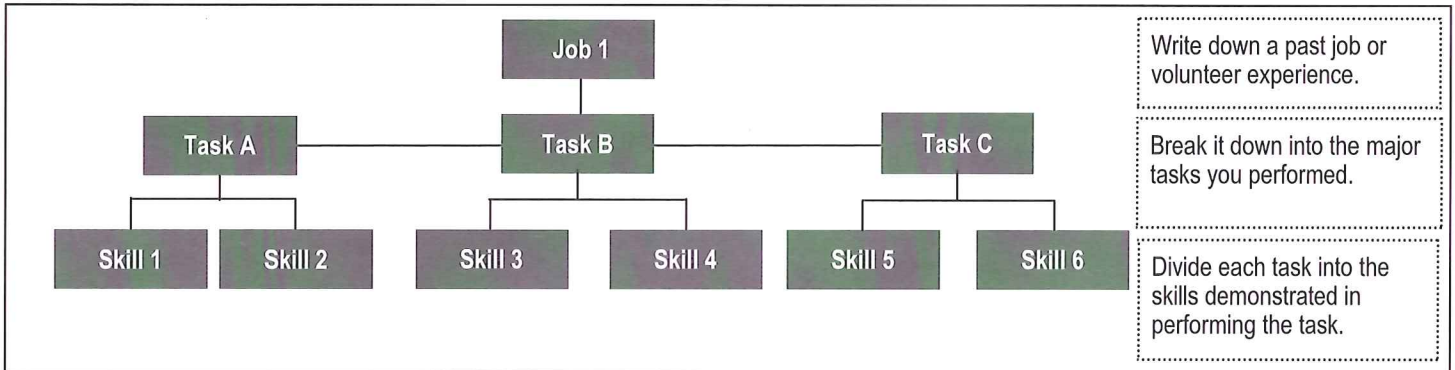 Job 1
Write down a past job or
volunteer experience.
Task A
Task B
Task C
Break it down into the major
tasks you performed.
Skill 1
Skill 2
Skill 3
Skill 4
Skill 5
Skill 6
Divide each task into the
skills demonstrated in
performing the task.